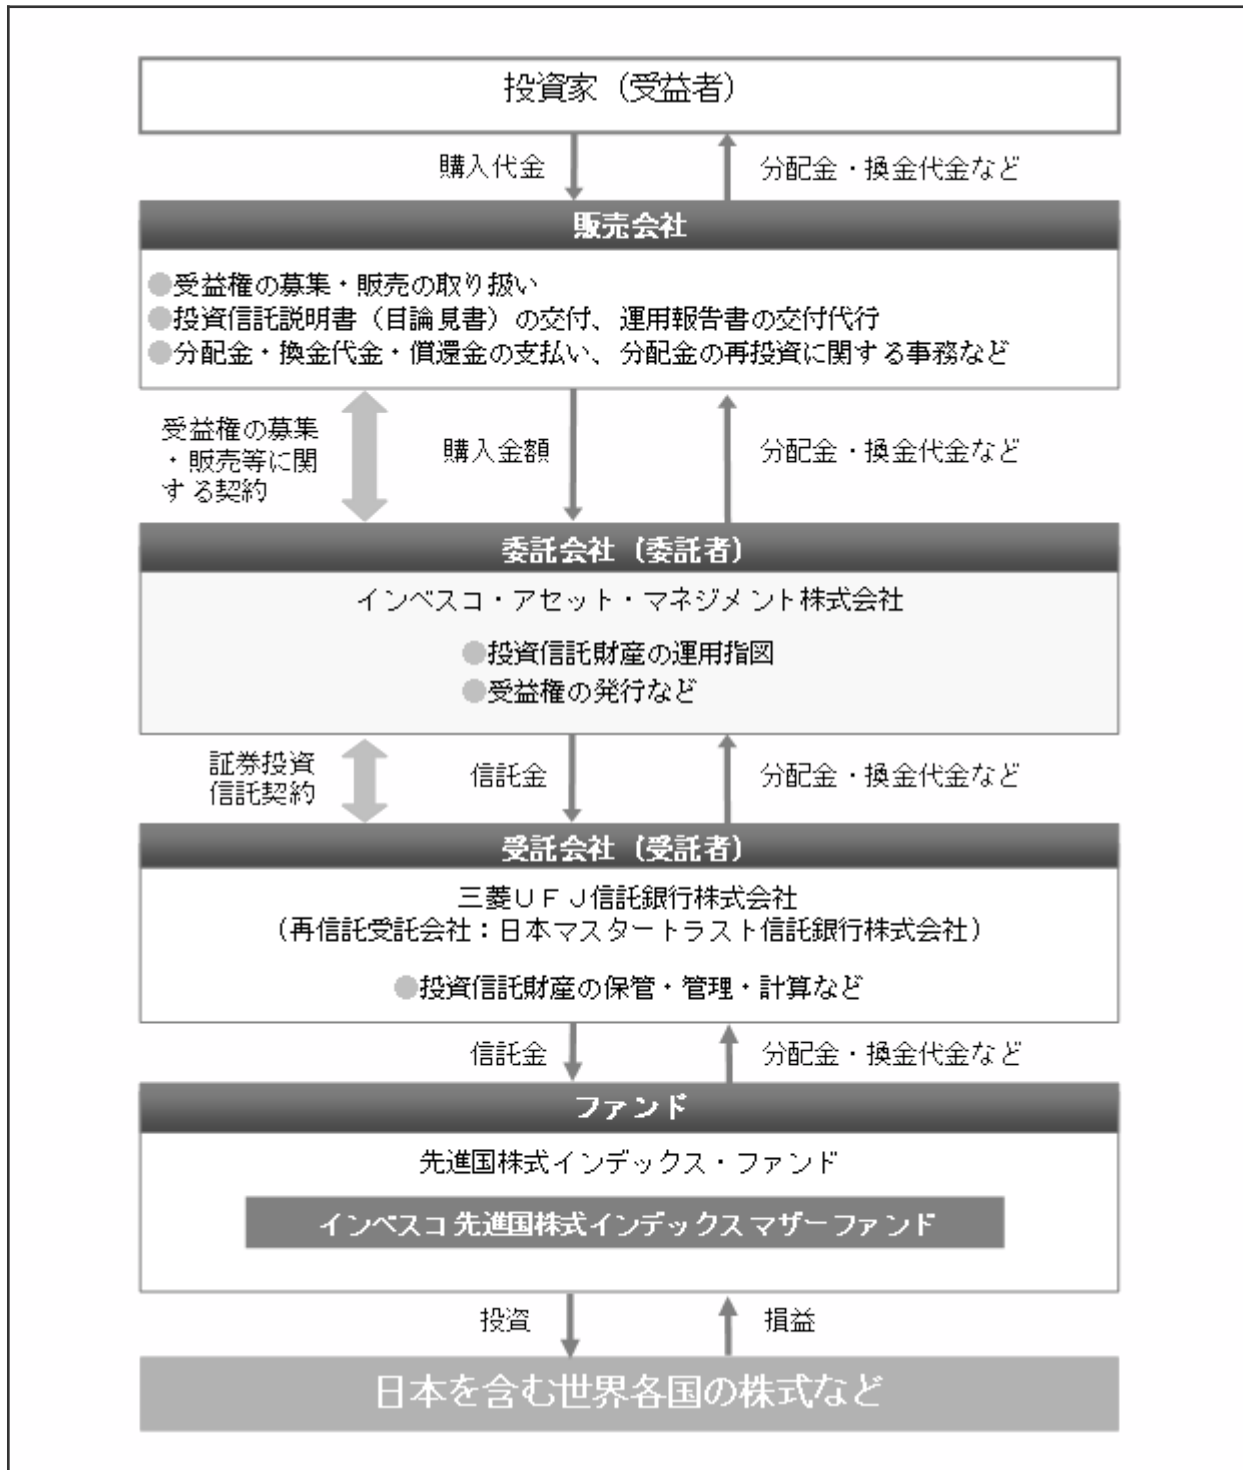 投資家（受益者）
購入代金
分配金・換金代金など
販売会社
●受益権の募集・販売の取り扱い
●投資信託説明書（目論見書）の交付、運用報告書の交付代行
●分配金・換金代金・償還金の支払い、分配金の再投資に関する事務など
受益権の募集
・販売等に関
する契約
購入金額
分配金・換金代金など
委託会社（委託者）
インベスコ・アセット・マネジメント株式会社
●投資信託財産の運用指図
●受益権の発行など
証券投資
信託契約
信託金
分配金・換金代金など
受託会社（受託者）
三菱ＵＦＪ信託銀行株式会社
（再信託受託会社：日本マスタートラスト信託銀行株式会社）
●投資信託財産の保管・管理・計算など
信託金
分配金・換金代金など
ファンド
先進国株式インデックス・ファンド
インベスコ 先進国株式インデックス マザーファンド
投資
損益
日本を含む世界各国の株式など